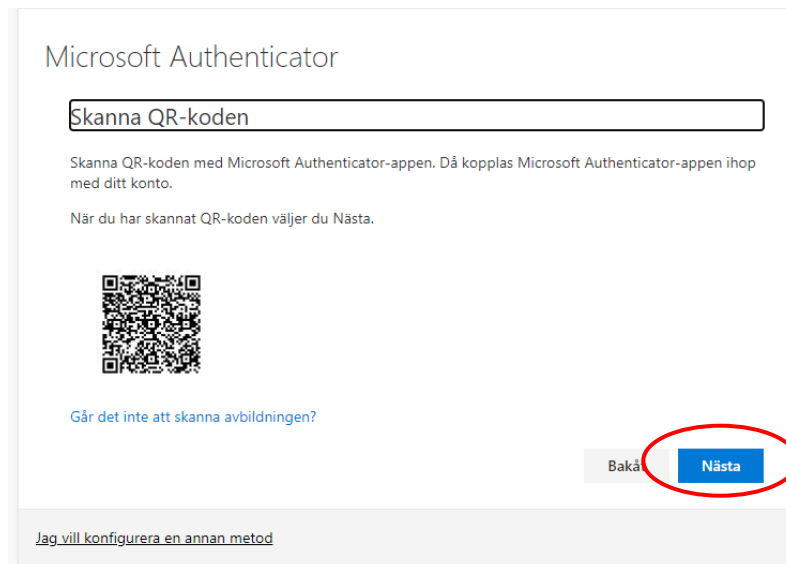 Microsoft Authenticator
Skanna QR-koden
Skanna QR-koden med Microsoft Authenticator-appen. Då kopplas Microsoft Authenticator-appen ihop
med ditt konto.
När du har skannat QR-koden väljer du Nästa.
Går det inte att skanna avbildningen?
Bakåt Nästa
Jag vill konfigurera en annan metod